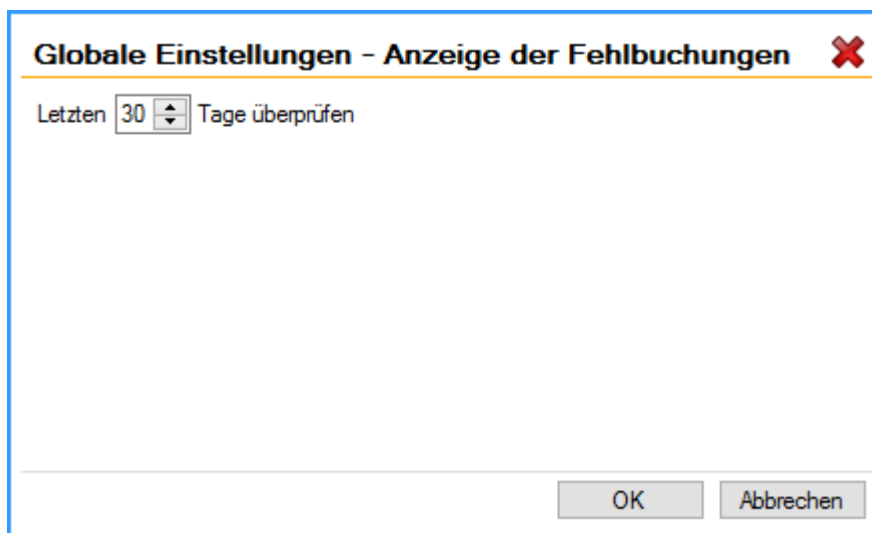 Globale Einstellungen - Anzeige der Fehlbuchungen
Letzten 30 Tage überprüfen
OK Abbrechen